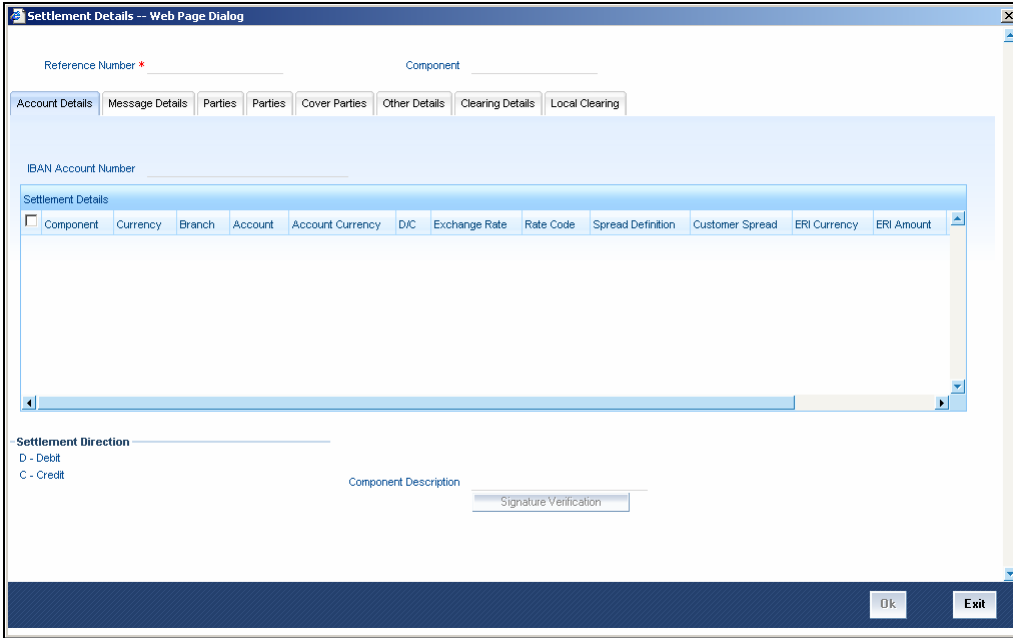 Settlement Details -- Web Page Dialog
Reference Number * Component
Account Details Message Details Parties Parties Cover Parties Other Details Clearing Details Local Clearing
IBAN Account Number
Settlement Details
Component Currency Branch Account Account Currency D/C Exchange Rate Rate Code Spread Definition Customer Spread ERI Currency ERI Amount
Settlement Direction
D - Debit
C - Credit
Component Description
Signature Verification
Ok Exit